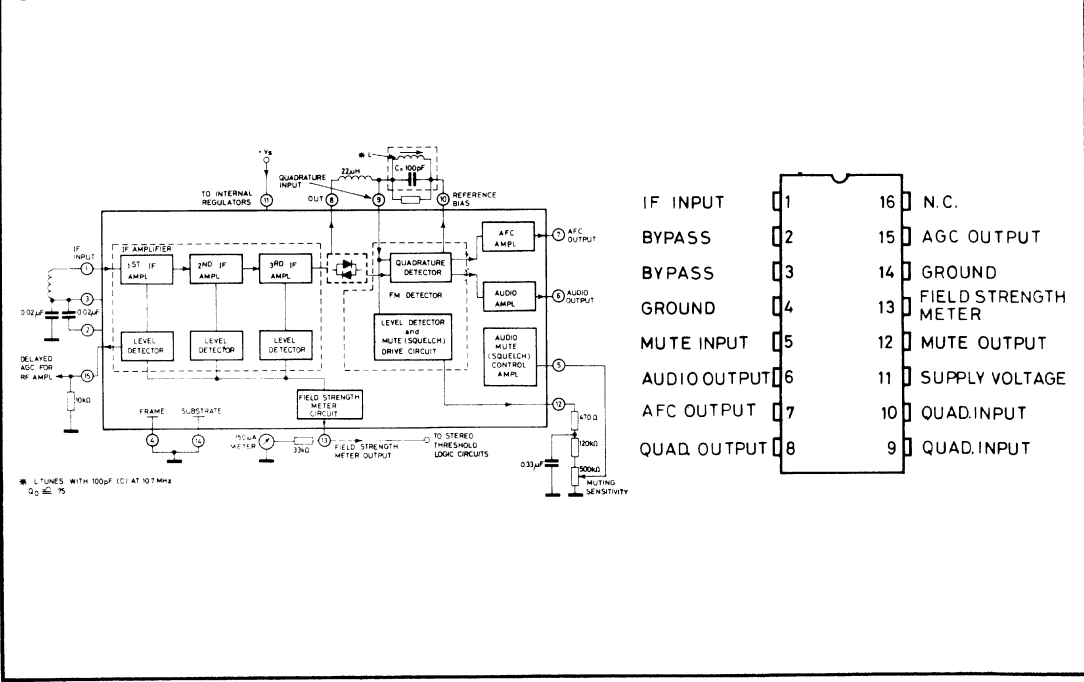 + Vs
✱ L
C = 100pF
22µH
QUADRATURE
INPUT
TO INTERNAL
REGULATORS
11
OUT
8
9
10
REFERENCE
BIAS
IF
INPUT
1
IF AMPLIFIER
1ST IF
AMPL
2ND IF
AMPL
3RD IF
AMPL
QUADRATURE
DETECTOR
FM DETECTOR
AFC
AMPL
7
AFC
OUTPUT
AUDIO
AMPL
6
AUDIO
OUTPUT
3
0.02µF
0.02µF
2
LEVEL
DETECTOR
LEVEL
DETECTOR
LEVEL
DETECTOR
LEVEL DETECTOR
and
MUTE (SQUELCH)
DRIVE CIRCUIT
AUDIO
MUTE
(SQUELCH)
CONTROL
AMPL
5
DELAYED
AGC FOR
RF AMPL
15
10kΩ
FIELD STRENGTH
METER
CIRCUIT
12
FRAME
SUBSTRATE
4
14
150µA
METER
33kΩ
13
FIELD STRENGTH
METER OUTPUT
TO STEREO
THRESHOLD
LOGIC CIRCUITS
470Ω
120kΩ
0.33µF
500kΩ
MUTING
SENSITIVITY
✱ L TUNES WITH 100pF (C) AT 10.7 MHz
Q₀ ≅ 75
IF INPUT 1
BYPASS 2
BYPASS 3
GROUND 4
MUTE INPUT 5
AUDIO OUTPUT 6
AFC OUTPUT 7
QUAD. OUTPUT 8
16 N.C.
15 AGC OUTPUT
14 GROUND
13 FIELD STRENGTH
METER
12 MUTE OUTPUT
11 SUPPLY VOLTAGE
10 QUAD.INPUT
9 QUAD.INPUT